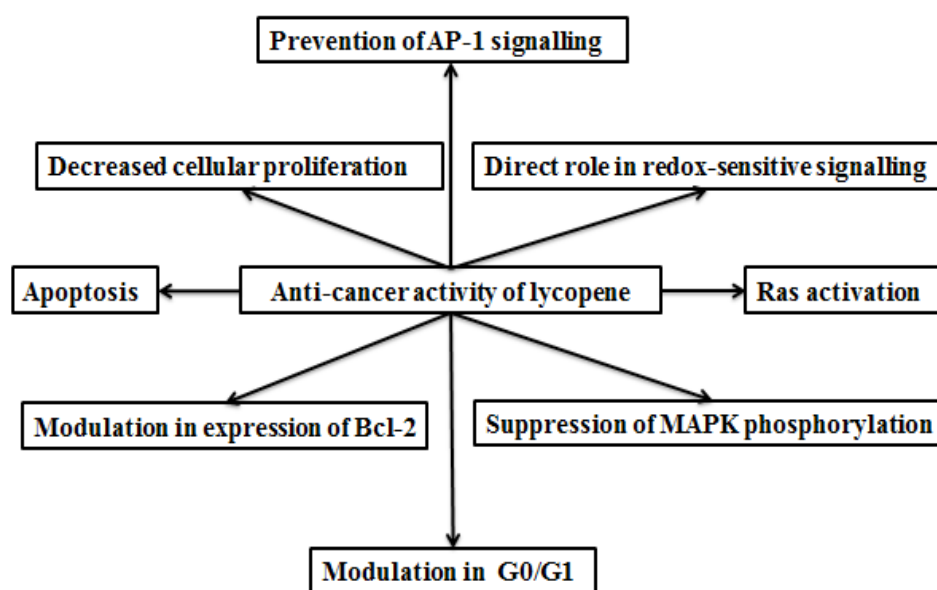 Prevention of AP-1 signalling
Decreased cellular proliferation
Direct role in redox-sensitive signalling
Apoptosis
Anti-cancer activity of lycopene
Ras activation
Modulation in expression of Bcl-2
Suppression of MAPK phosphorylation
Modulation in G0/G1